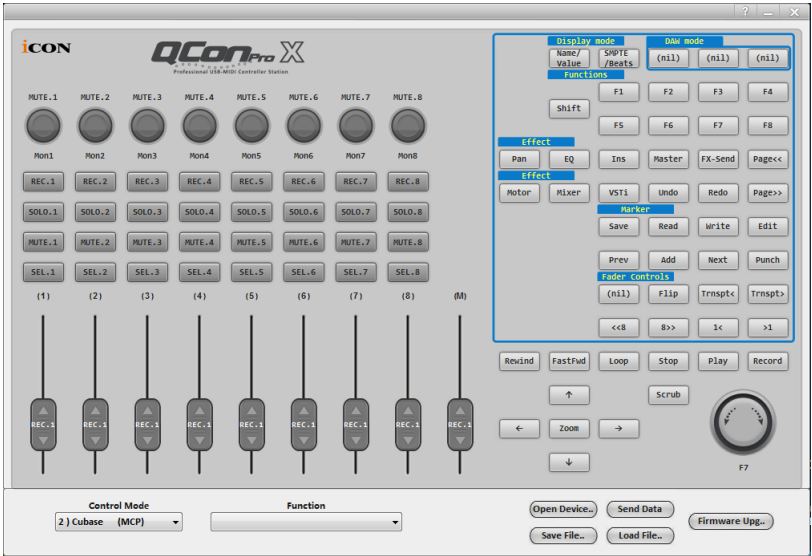 ? — X
iCON
QCon Pro X
Professional USB-MIDI Controller Station
Display mode DAW mode
Name/Value SMPTE/Beats (nil) (nil) (nil)
Functions
MUTE.1 MUTE.2 MUTE.3 MUTE.4 MUTE.5 MUTE.6 MUTE.7 MUTE.8
Shift F1 F2 F3 F4
F5 F6 F7 F8
Effect
Mon1 Mon2 Mon3 Mon4 Mon5 Mon6 Mon7 Mon8
Pan EQ Ins Master FX-Send Page<<
Effect
REC.1 REC.2 REC.3 REC.4 REC.5 REC.6 REC.7 REC.8
Motor Mixer VSTi Undo Redo Page>>
SOLO.1 SOLO.2 SOLO.3 SOLO.4 SOLO.5 SOLO.6 SOLO.7 SOLO.8
Marker
Save Read Write Edit
MUTE.1 MUTE.2 MUTE.3 MUTE.4 MUTE.5 MUTE.6 MUTE.7 MUTE.8
Prev Add Next Punch
SEL.1 SEL.2 SEL.3 SEL.4 SEL.5 SEL.6 SEL.7 SEL.8
Fader Controls
(1) (2) (3) (4) (5) (6) (7) (8) (M)
(nil) Flip Trnspt< Trnspt>
<<8 8>> 1< >1
Rewind FastFwd Loop Stop Play Record
↑ Scrub
REC.1 REC.1 REC.1 REC.1 REC.1 REC.1 REC.1 REC.1 REC.1
← Zoom →
↓
F7
Control Mode Function
2 ) Cubase (MCP)
Open Device.. Send Data
Firmware Upg..
Save File.. Load File..